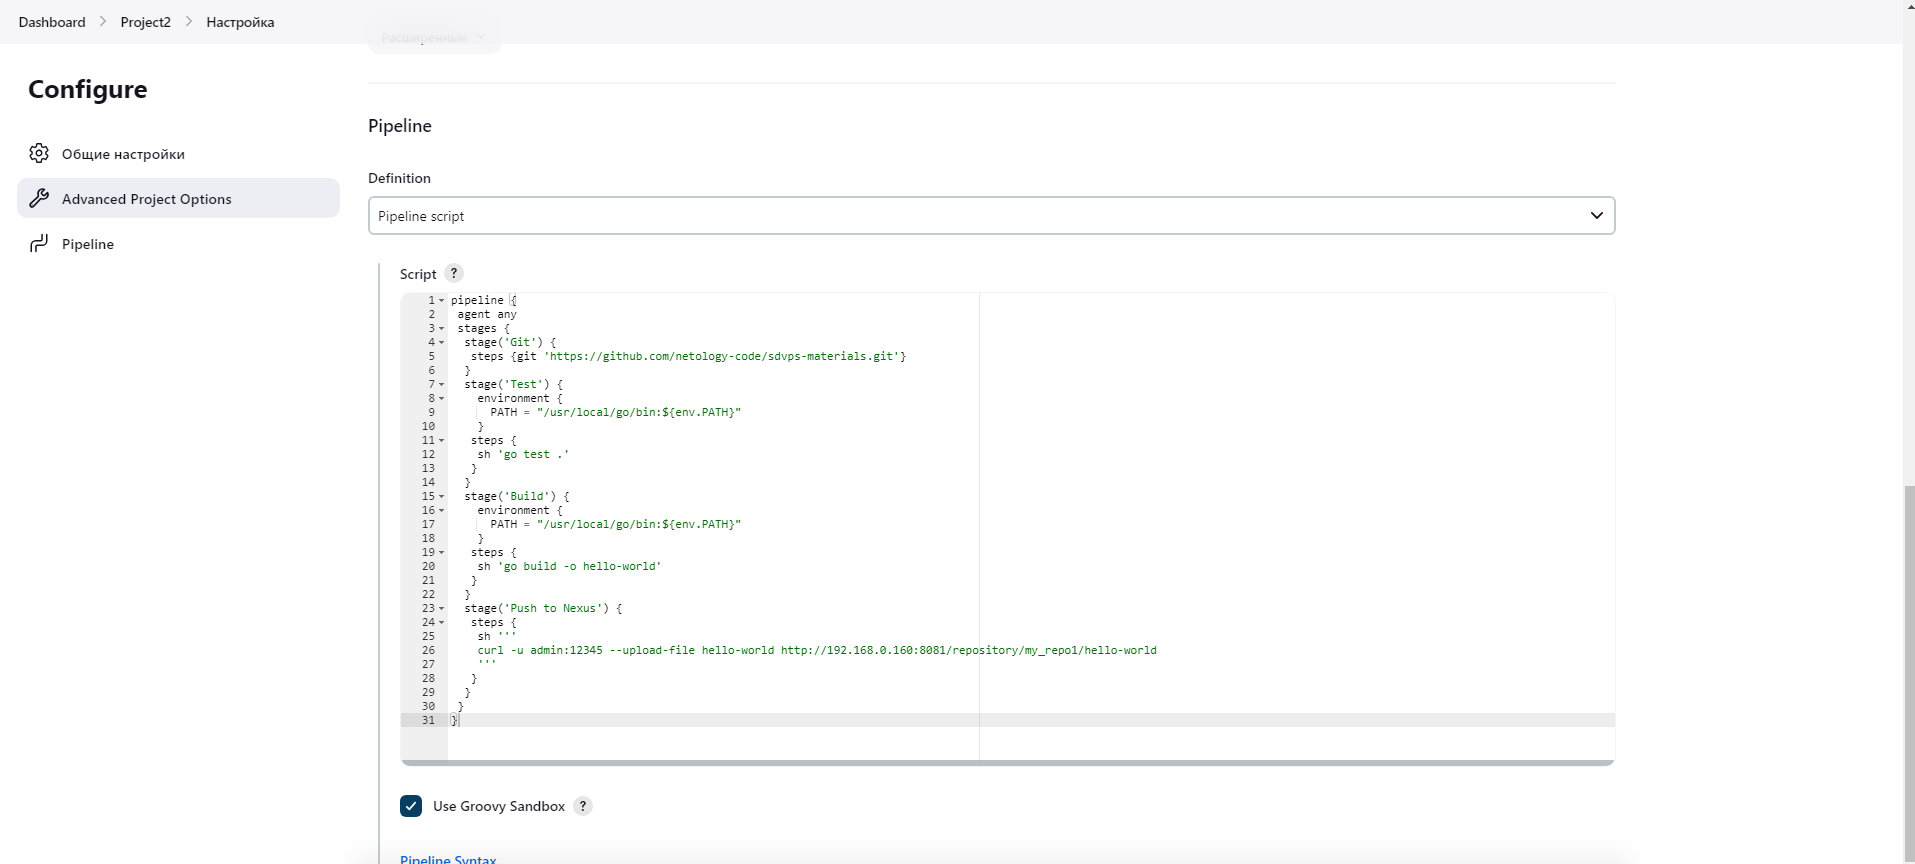 Dashboard > Project2 > Настройка
Расширенные
Configure
Общие настройки
Advanced Project Options
Pipeline
Pipeline
Definition
Pipeline script
Script ?
1 pipeline {
2  agent any
3  stages {
4   stage('Git') {
5    steps {git 'https://github.com/netology-code/sdvps-materials.git'}
6   }
7   stage('Test') {
8     environment {
9       PATH = "/usr/local/go/bin:${env.PATH}"
10     }
11    steps {
12     sh 'go test .'
13    }
14   }
15   stage('Build') {
16     environment {
17       PATH = "/usr/local/go/bin:${env.PATH}"
18     }
19    steps {
20     sh 'go build -o hello-world'
21    }
22   }
23   stage('Push to Nexus') {
24    steps {
25     sh '''
26     curl -u admin:12345 --upload-file hello-world http://192.168.0.160:8081/repository/my_repo1/hello-world
27     '''
28    }
29   }
30  }
31 }
Use Groovy Sandbox ?
Pipeline Syntax